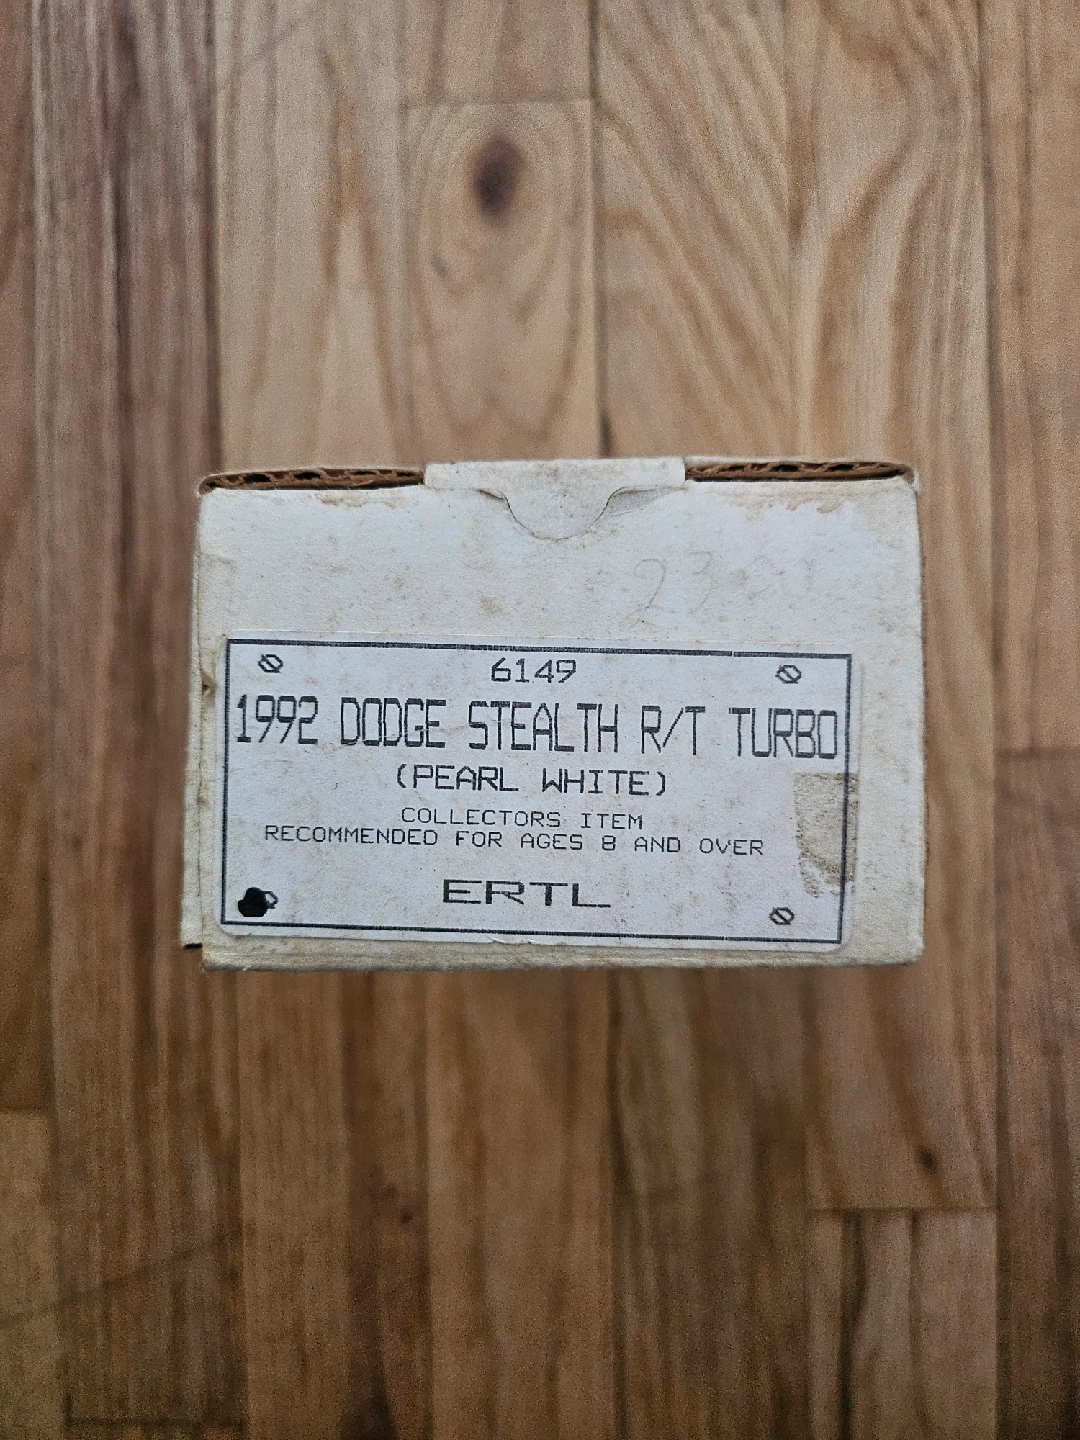 6149
1992 DODGE STEALTH R/T TURBO
(PEARL WHITE)
COLLECTORS ITEM
RECOMMENDED FOR AGES 8 AND OVER
ERTL